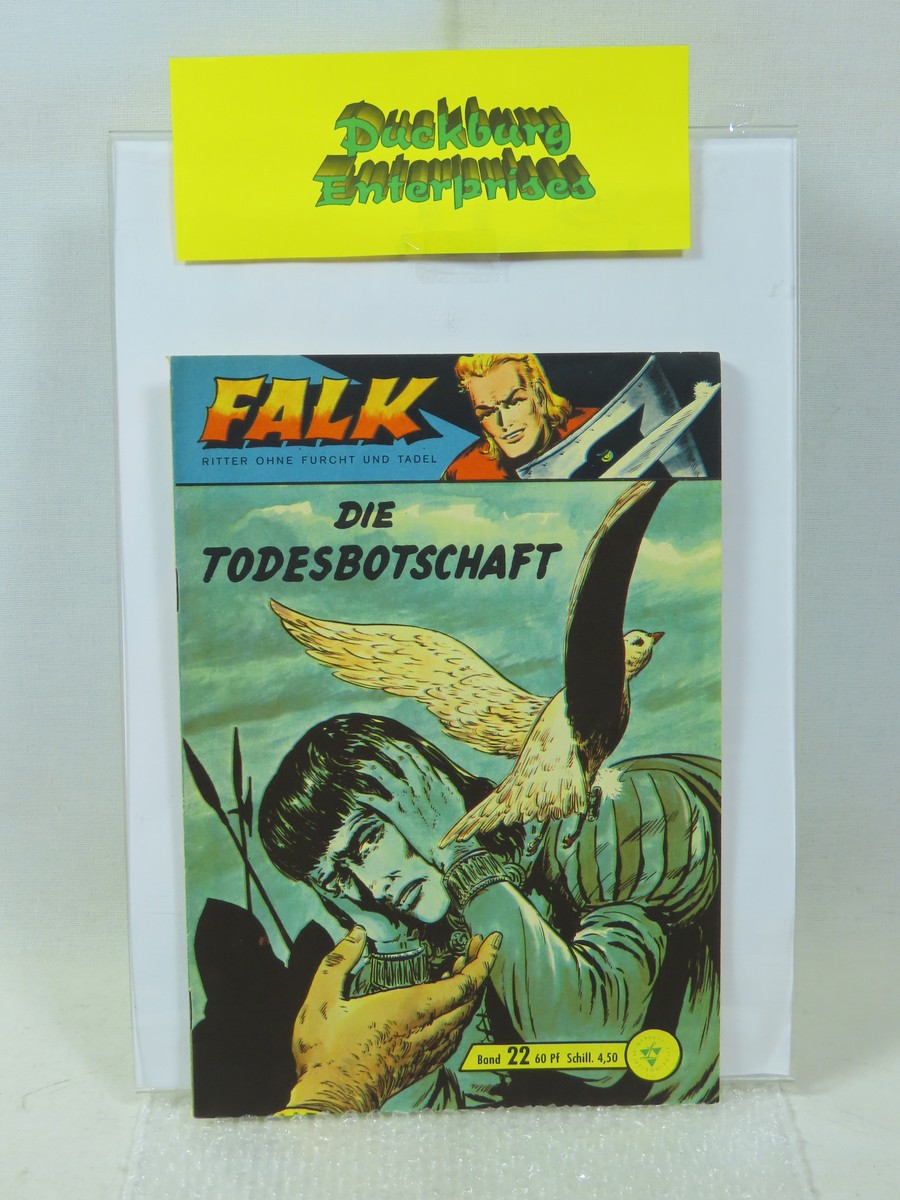 Duckburg
Enterprises
FALK
RITTER OHNE FURCHT UND TADEL
DIE
TODESBOTSCHAFT
Band 22 60 Pf Schill. 4,50